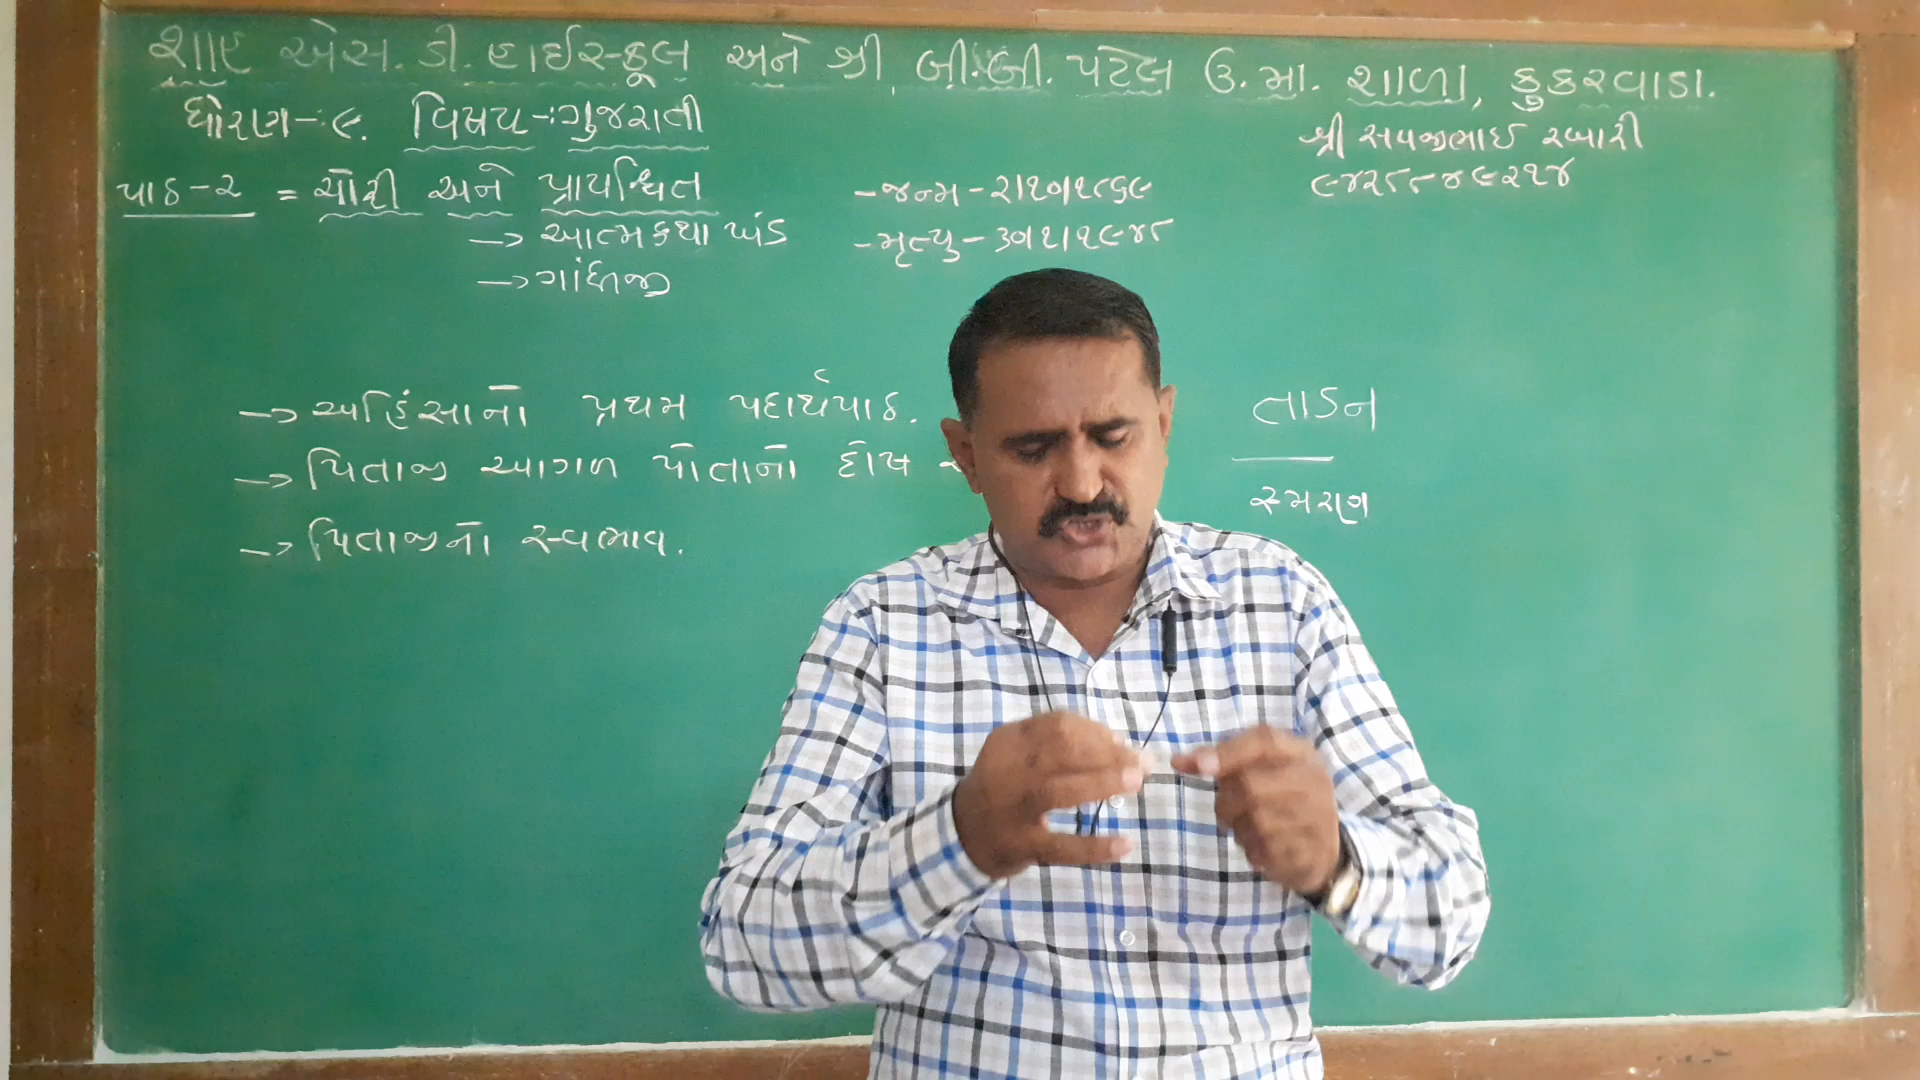 શાહ એસ. ડી. હાઈસ્કૂલ અને શ્રી બી.બી. પટેલ ઉ. મા. શાળા, કુકરવાડા.
ધોરણ-:૯. વિષય-:ગુજરાતી
શ્રી સવજીભાઈ રબારી
પાઠ-૨ = ચોરી અને પ્રાયશ્ચિત
-જન્મ-૨/૧૦/૧૮૬૯
૯૪૨૮૮૪૯૨૧૪
→ આત્મકથા ખંડ
-મૃત્યુ-૩૦/૧/૧૯૪૮
→ ગાંધીજી
→ અહિંસાનો પ્રથમ પદાર્થપાઠ.
તાડન
→ પિતાજી આગળ પોતાનો દોષ
સ્મરણ
→ પિતાજીનો સ્વભાવ.